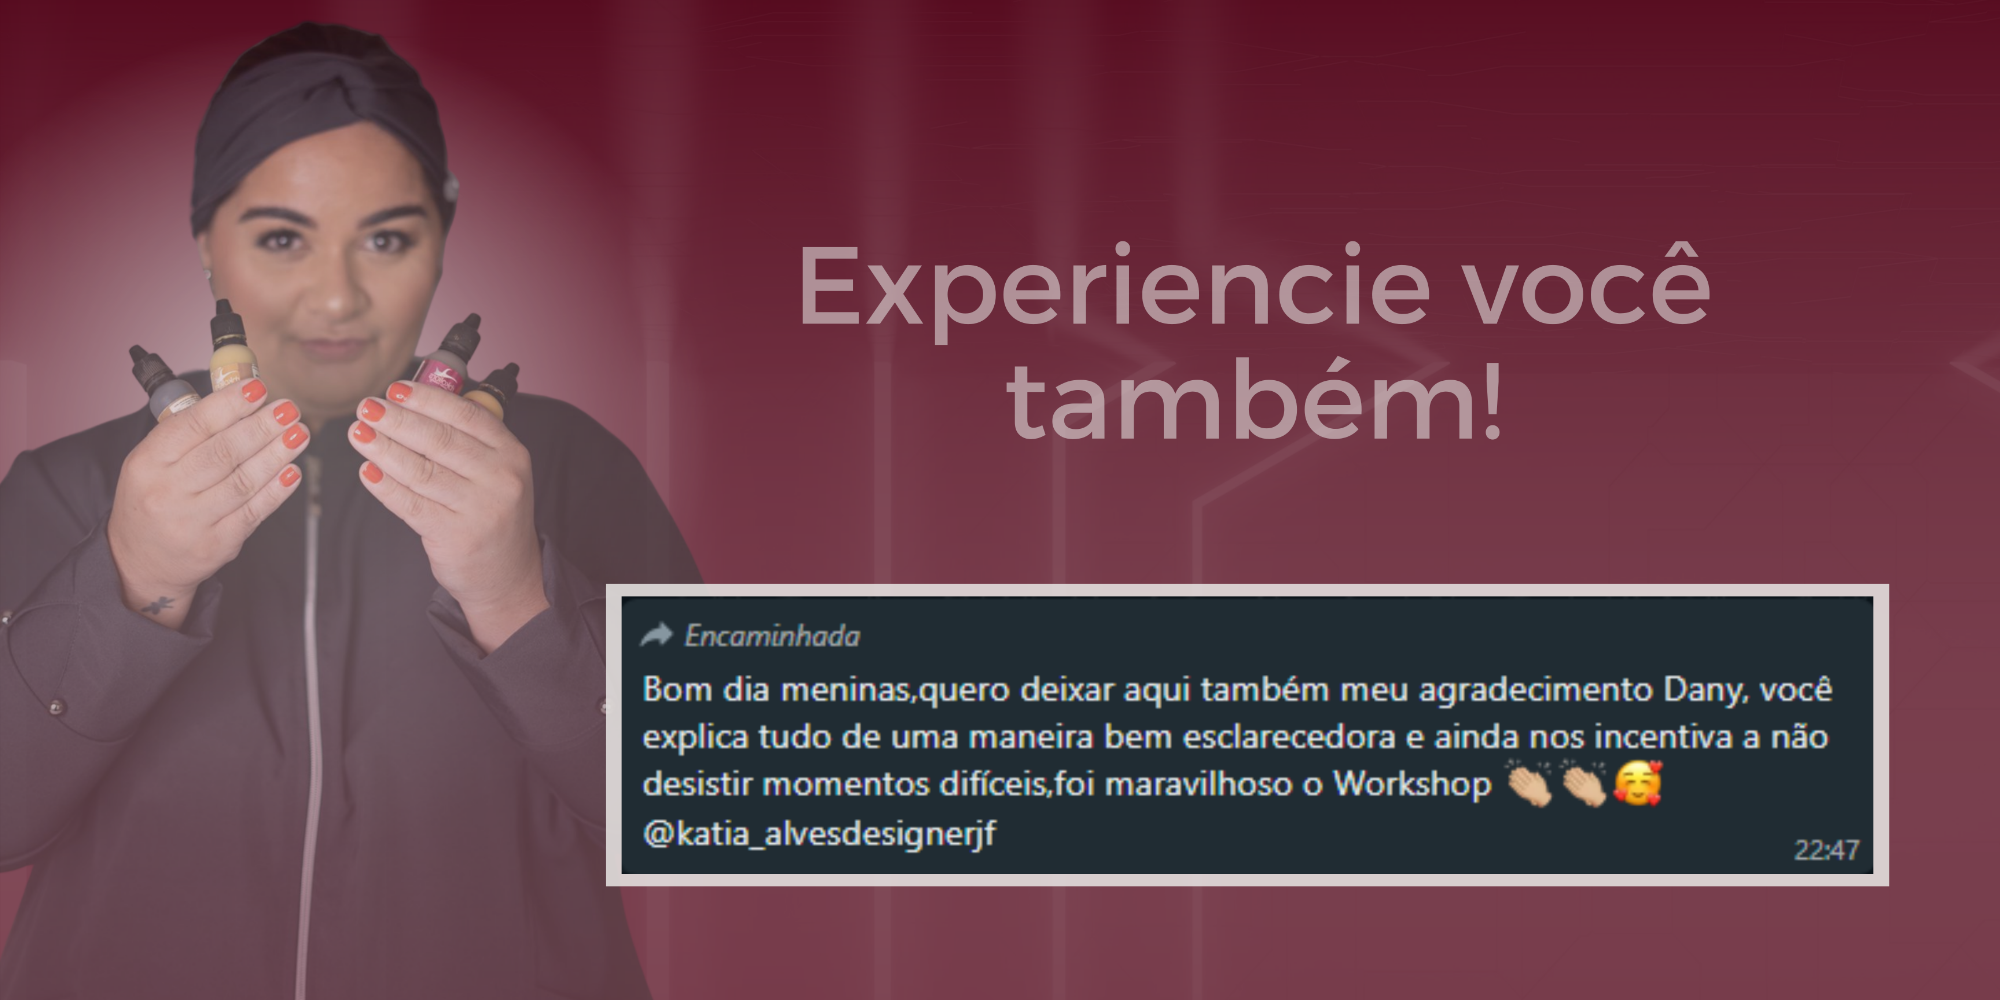 Experiencie você
também!
Encaminhada
Bom dia meninas,quero deixar aqui também meu agradecimento Dany, você
explica tudo de uma maneira bem esclarecedora e ainda nos incentiva a não
desistir momentos difíceis,foi maravilhoso o Workshop 👏🏼👏🏼🥰
@katia_alvesdesignerjf
22:47